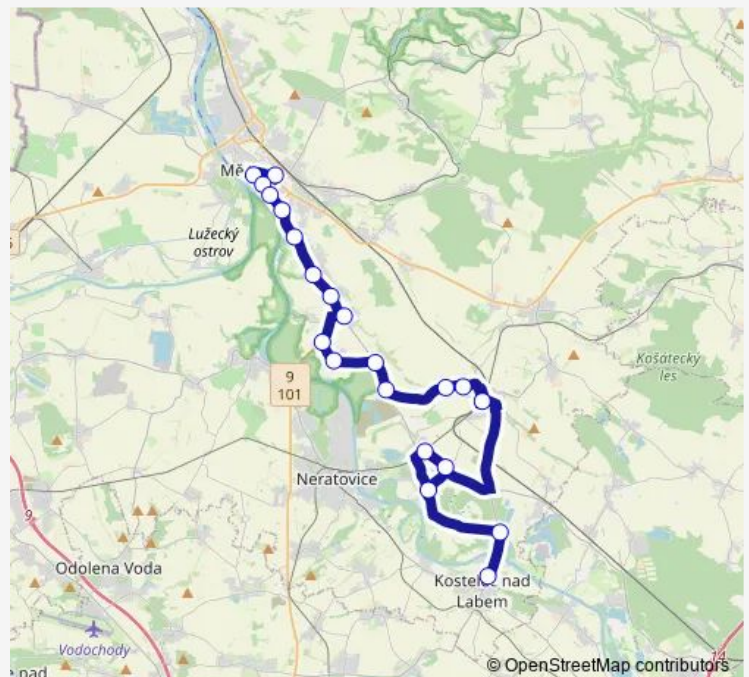 Mě
Lužecký
ostrov
9
101
Košátecký
les
Neratovice
9
Odolena Voda
Kostelec nad
Labem
Vodochody
14
© OpenStreetMap contributors